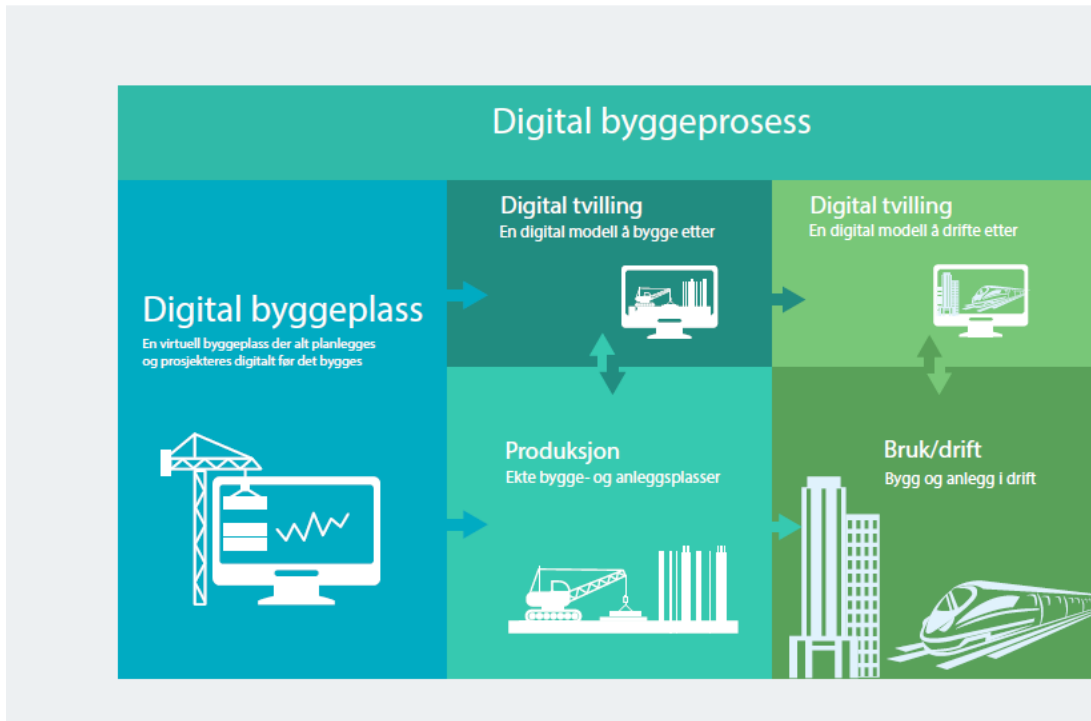 Digital byggeprosess
Digital byggeplass
En virtuell byggeplass der alt planlegges
og prosjekteres digitalt før det bygges
Digital tvilling
En digital modell å bygge etter
Digital tvilling
En digital modell å drifte etter
Produksjon
Ekte bygge- og anleggsplasser
Bruk/drift
Bygg og anlegg i drift